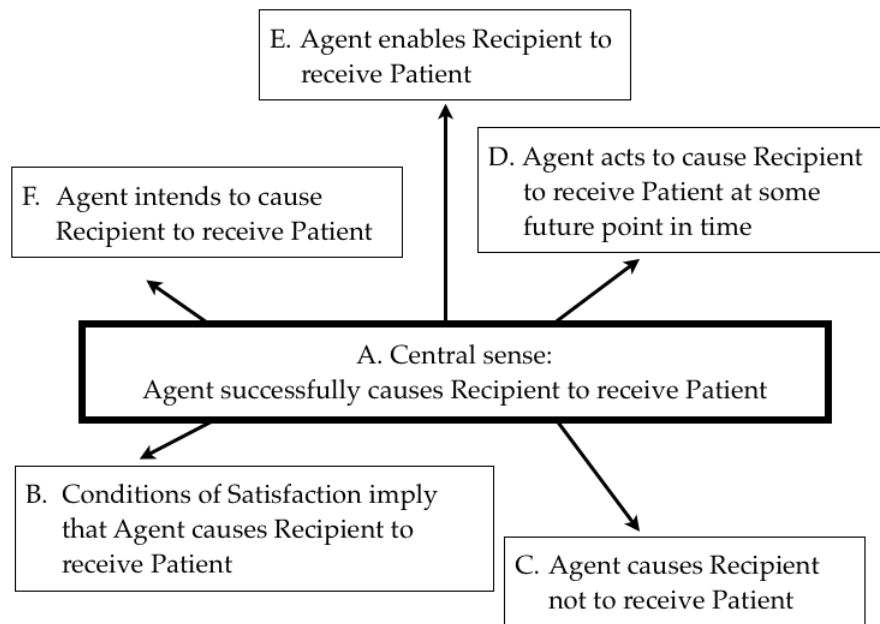 E. Agent enables Recipient to
receive Patient
D. Agent acts to cause Recipient
to receive Patient at some
future point in time
F. Agent intends to cause
Recipient to receive Patient
A. Central sense:
Agent successfully causes Recipient to receive Patient
B. Conditions of Satisfaction imply
that Agent causes Recipient to
receive Patient
C. Agent causes Recipient
not to receive Patient